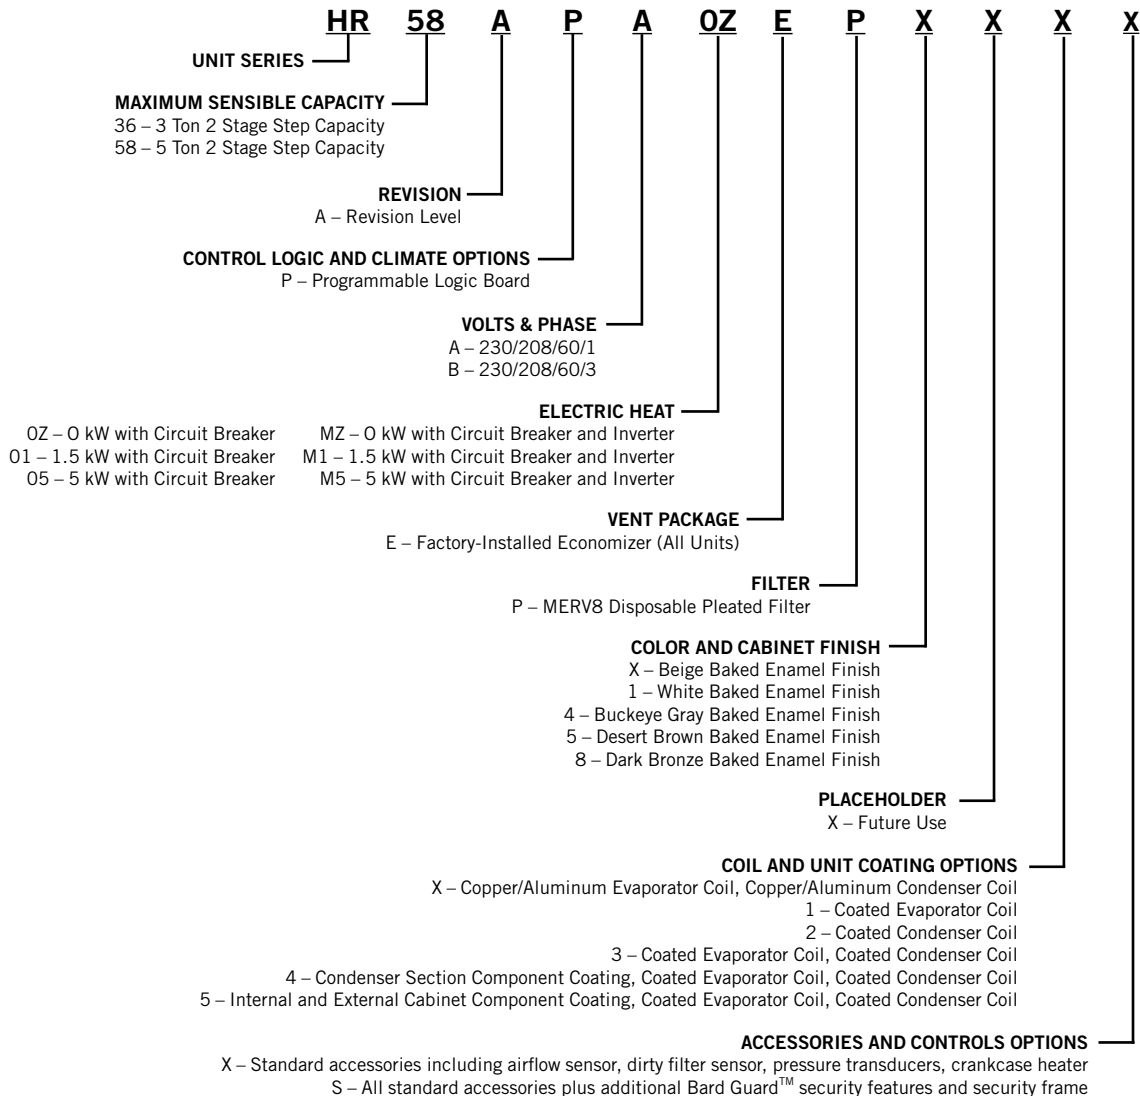 HR 58 A P A 0Z E P X X X X
UNIT SERIES
MAXIMUM SENSIBLE CAPACITY
36 – 3 Ton 2 Stage Step Capacity
58 – 5 Ton 2 Stage Step Capacity
REVISION
A – Revision Level
CONTROL LOGIC AND CLIMATE OPTIONS
P – Programmable Logic Board
VOLTS & PHASE
A – 230/208/60/1
B – 230/208/60/3
ELECTRIC HEAT
0Z – 0 kW with Circuit Breaker MZ – 0 kW with Circuit Breaker and Inverter
01 – 1.5 kW with Circuit Breaker M1 – 1.5 kW with Circuit Breaker and Inverter
05 – 5 kW with Circuit Breaker M5 – 5 kW with Circuit Breaker and Inverter
VENT PACKAGE
E – Factory-Installed Economizer (All Units)
FILTER
P – MERV8 Disposable Pleated Filter
COLOR AND CABINET FINISH
X – Beige Baked Enamel Finish
1 – White Baked Enamel Finish
4 – Buckeye Gray Baked Enamel Finish
5 – Desert Brown Baked Enamel Finish
8 – Dark Bronze Baked Enamel Finish
PLACEHOLDER
X – Future Use
COIL AND UNIT COATING OPTIONS
X – Copper/Aluminum Evaporator Coil, Copper/Aluminum Condenser Coil
1 – Coated Evaporator Coil
2 – Coated Condenser Coil
3 – Coated Evaporator Coil, Coated Condenser Coil
4 – Condenser Section Component Coating, Coated Evaporator Coil, Coated Condenser Coil
5 – Internal and External Cabinet Component Coating, Coated Evaporator Coil, Coated Condenser Coil
ACCESSORIES AND CONTROLS OPTIONS
X – Standard accessories including airflow sensor, dirty filter sensor, pressure transducers, crankcase heater
S – All standard accessories plus additional Bard Guard™ security features and security frame